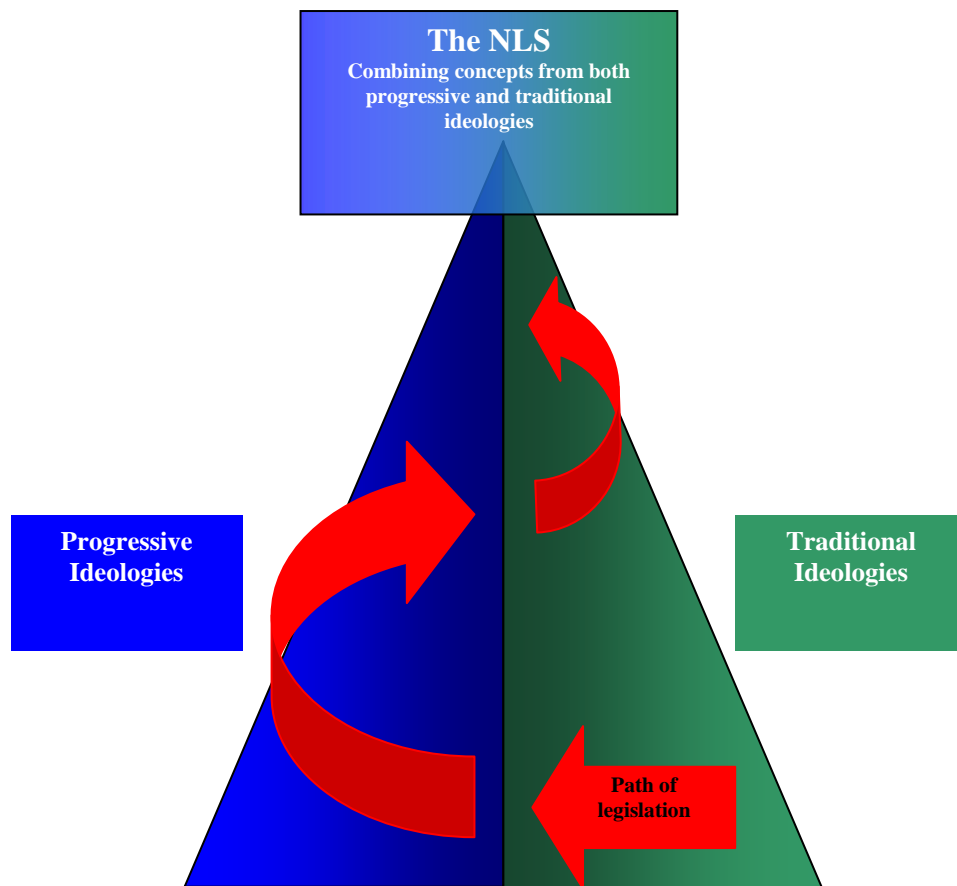 The NLS
Combining concepts from both
progressive and traditional
ideologies
Progressive
Ideologies
Traditional
Ideologies
Path of
legislation